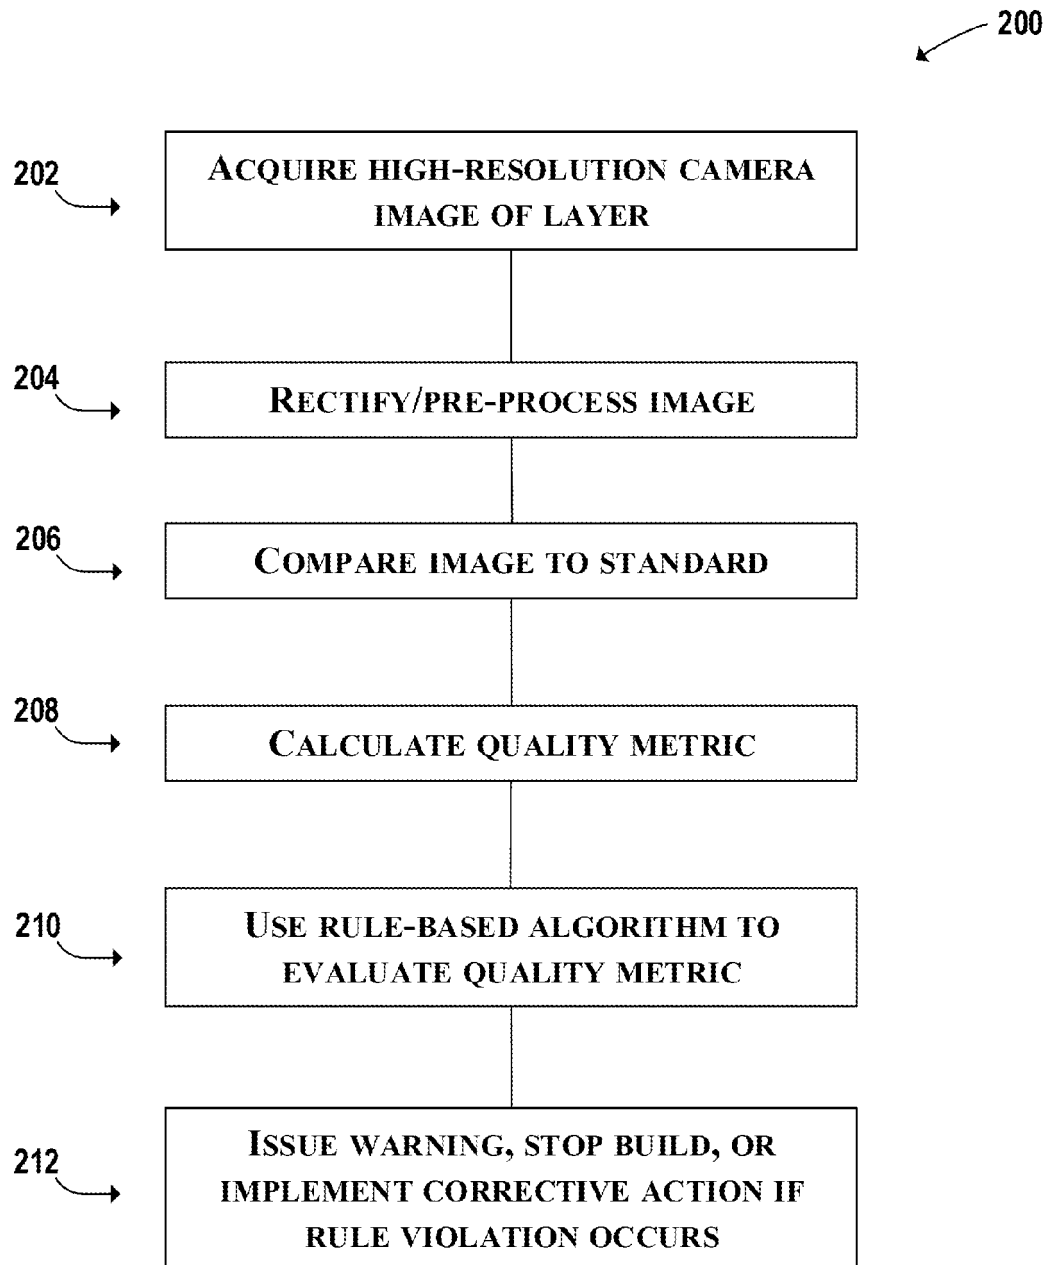 200
202
ACQUIRE HIGH-RESOLUTION CAMERA
IMAGE OF LAYER
204
RECTIFY/PRE-PROCESS IMAGE
206
COMPARE IMAGE TO STANDARD
208
CALCULATE QUALITY METRIC
210
USE RULE-BASED ALGORITHM TO
EVALUATE QUALITY METRIC
212
ISSUE WARNING, STOP BUILD, OR
IMPLEMENT CORRECTIVE ACTION IF
RULE VIOLATION OCCURS